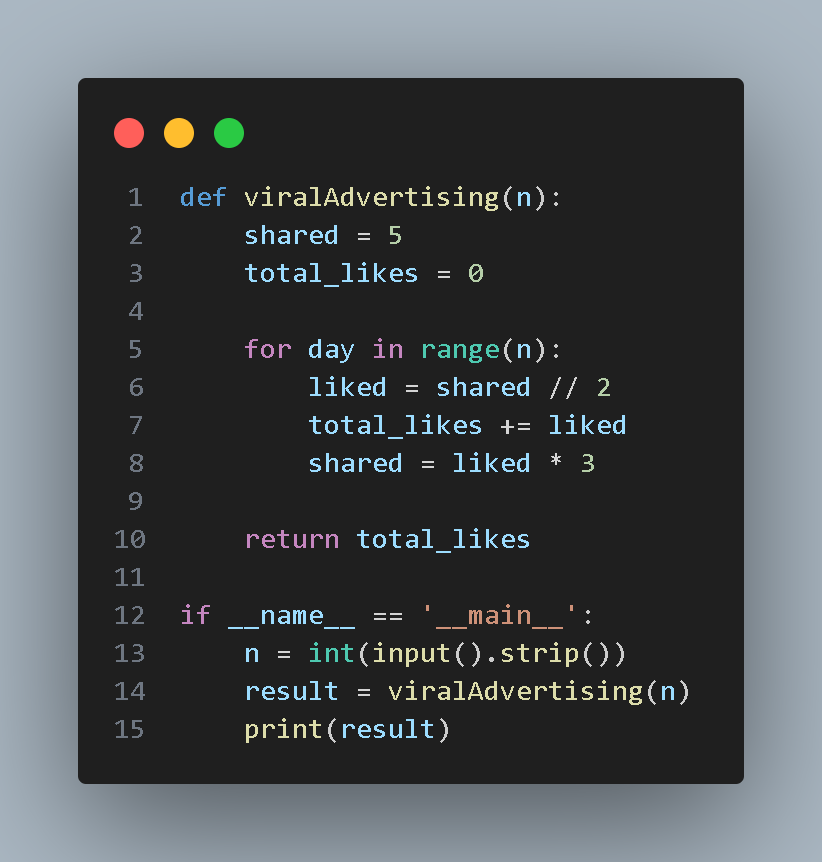 1 def viralAdvertising(n):
2     shared = 5
3     total_likes = 0
4
5     for day in range(n):
6         liked = shared // 2
7         total_likes += liked
8         shared = liked * 3
9
10     return total_likes
11
12 if __name__ == '__main__':
13     n = int(input().strip())
14     result = viralAdvertising(n)
15     print(result)